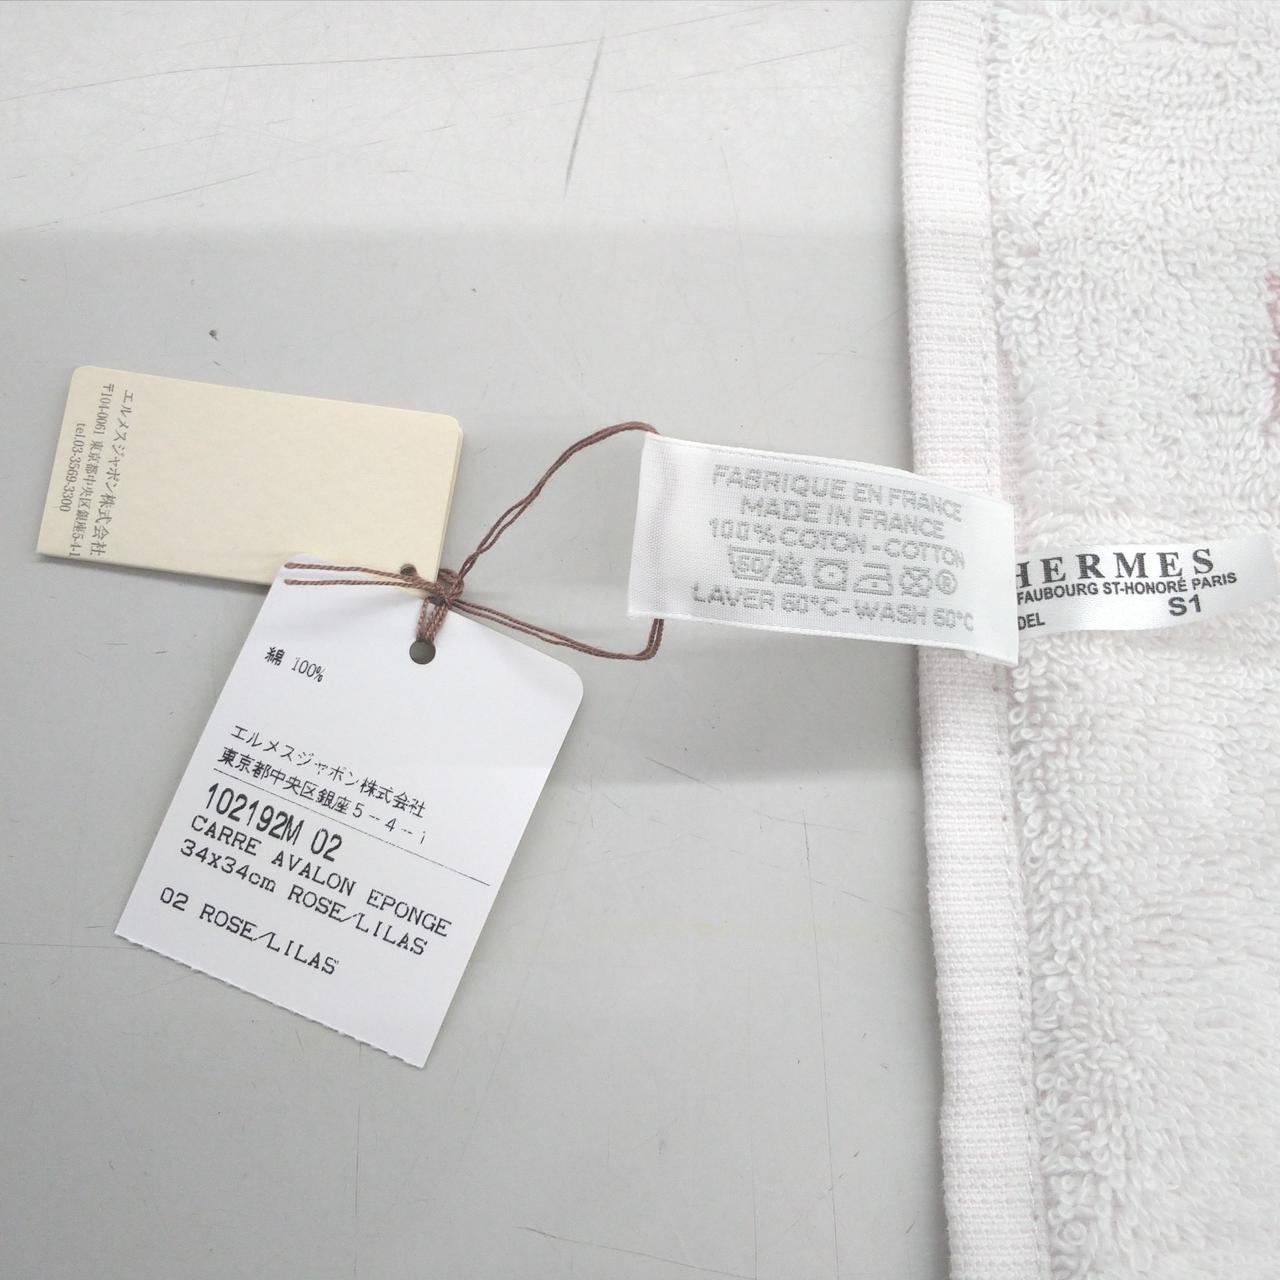 エルメスジャポン株式会社
〒104-0061 東京都中央区銀座5-4-1
tel.03-3569-3300
綿 100%
エルメスジャポン株式会社
東京都中央区銀座5-4-1
102192M 02
CARRE AVALON EPONGE
34x34cm ROSE/LILAS
02 ROSE/LILAS
FABRIQUE EN FRANCE
MADE IN FRANCE
100% COTON-COTTON
60
LAVER 60°C-WASH 60°C
HERMES
FAUBOURG ST-HONORÉ PARIS
S1